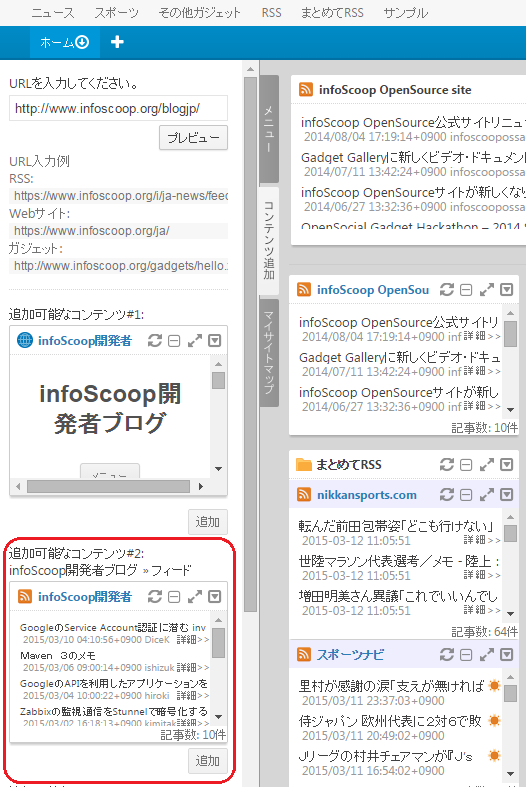 ニュース スポーツ その他ガジェット RSS まとめてRSS サンプル
ホーム
URLを入力してください。
http://www.infoscoop.org/blogjp/
プレビュー
URL入力例
RSS:
https://www.infoscoop.org/i/ja-news/feed
Webサイト:
https://www.infoscoop.org/ja/
ガジェット:
http://www.infoscoop.org/gadgets/hello.
追加可能なコンテンツ#1:
infoScoop開発者
infoScoop開
発者ブログ
メニュー
追加
追加可能なコンテンツ#2:
infoScoop開発者ブログ » フィード
infoScoop開発者
GoogleのService Account認証に潜む inv
2015/03/10 04:10:56+0900 DiceK 詳細>>
Maven 3のメモ
2015/03/06 09:00:14+0900 ishizuk 詳細>>
GoogleのAPIを利用したアプリケーションを
2015/03/04 10:00:22+0900 hiroki 詳細>>
Zabbixの監視通信をStunnelで暗号化する
2015/03/02 16:18:13+0900 kimitak 詳細>>
記事数: 10件
追加
メニュー
コンテンツ追加
マイサイトマップ
infoScoop OpenSource site
infoScoop OpenSource公式サイトリニュー
2014/08/04 17:19:14+0900 infoscoopossa
Gadget Galleryに新しくビデオ・ドキュメン
2014/07/11 13:42:24+0900 infoscoopossa
infoScoop OpenSourceサイトが新しくなり
2014/06/27 13:32:36+0900 infoscoopossa
OpenSocial Gadget Hackathon – 2014 S
infoScoop OpenSou
infoScoop OpenSource公式サイトリ
2014/08/04 17:19:14+0900 inf 詳細>>
Gadget Galleryに新しくビデオ・ドキュ
2014/07/11 13:42:24+0900 inf 詳細>>
infoScoop OpenSourceサイトが新し
2014/06/27 13:32:36+0900 inf 詳細>>
記事数: 10件
まとめてRSS
nikkansports.com
転んだ前田包帯姿「どこも行けない」
2015-03-12 11:05:51 詳細>>
世陸マラソン代表選考／メモ - 陸上 :
2015-03-12 11:05:51 詳細>>
増田明美さん異議「これでいいんでし
2015-03-12 11:05:51 詳細>>
記事数: 64件
スポーツナビ
里村が感謝の涙「支えが無ければ
2015/03/11 23:37:03+0900
侍ジャパン 欧州代表に2対6で敗
2015/03/11 20:49:02+0900
Jリーグの村井チェアマンが『J's
2015/03/11 16:54:02+0900